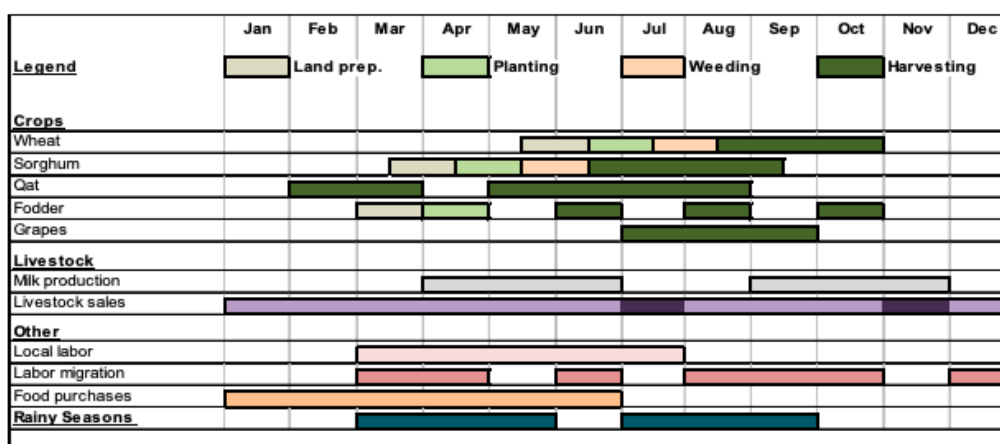 Jan Feb Mar Apr May Jun Jul Aug Sep Oct Nov Dec
Legend Land prep. Planting Weeding Harvesting
Crops
Wheat
Sorghum
Qat
Fodder
Grapes
Livestock
Milk production
Livestock sales
Other
Local labor
Labor migration
Food purchases
Rainy Seasons